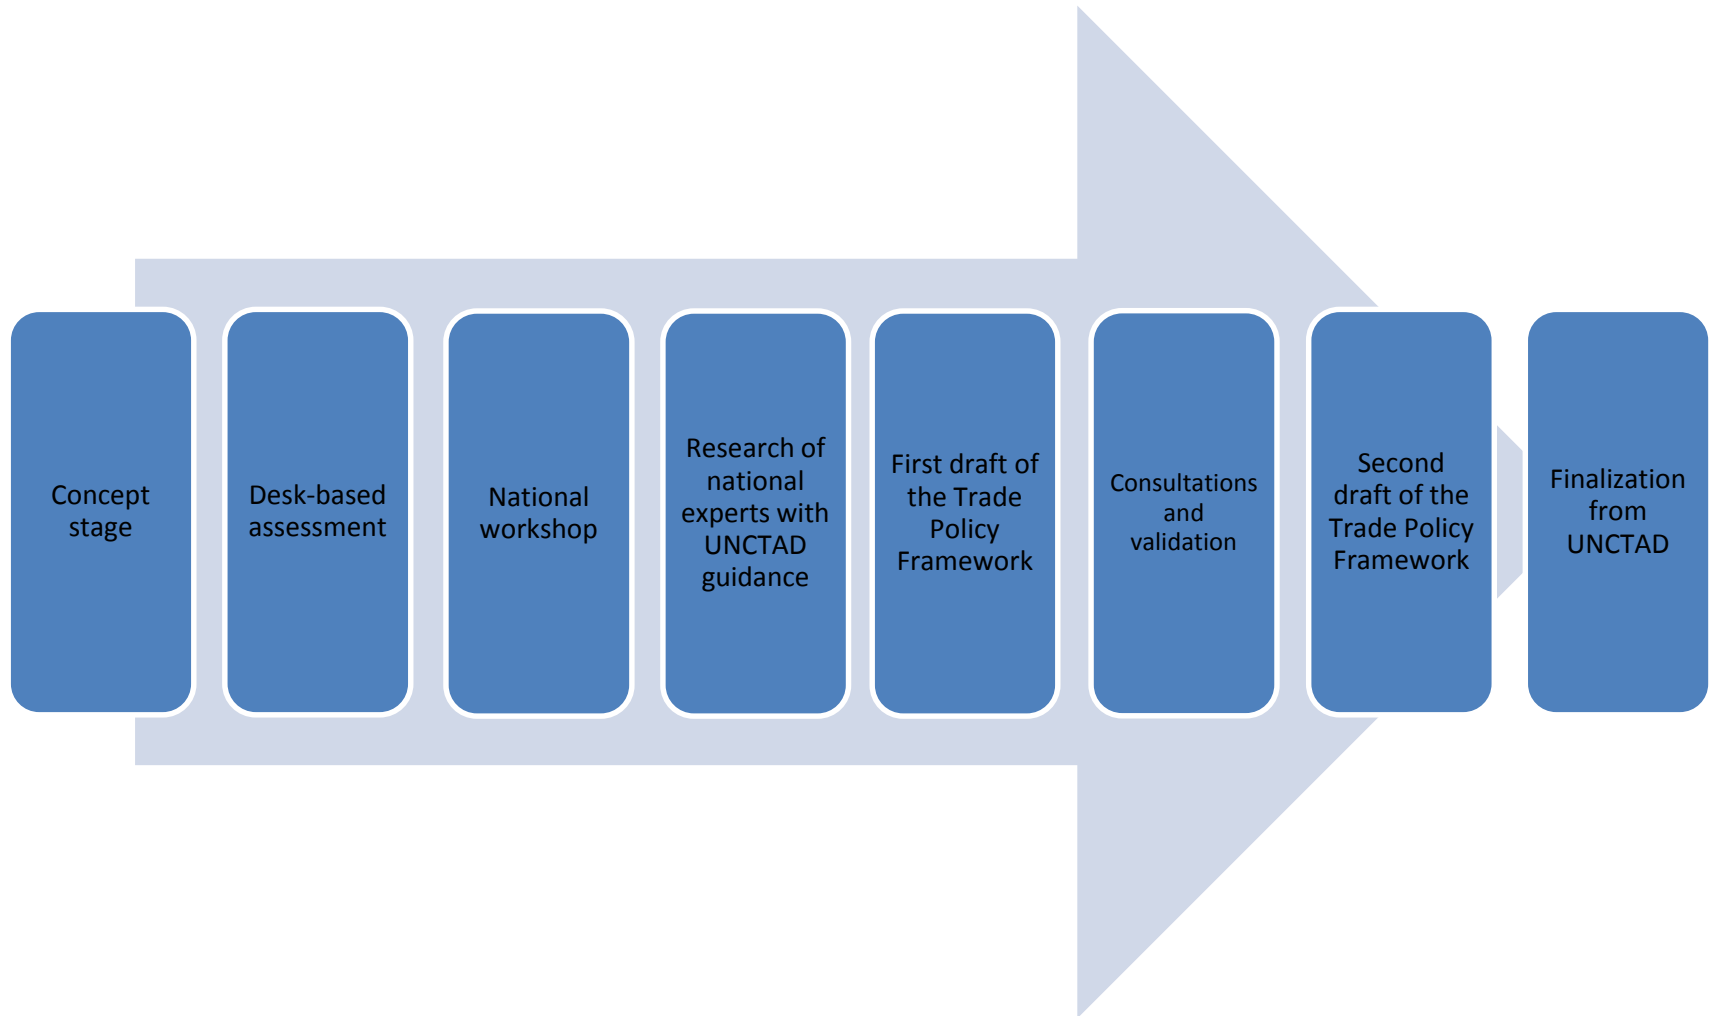 Concept
stage
Desk-based
assessment
National
workshop
Research of
national
experts with
UNCTAD
guidance
First draft of
the Trade
Policy
Framework
Consultations
and
validation
Second
draft of the
Trade Policy
Framework
Finalization
from
UNCTAD